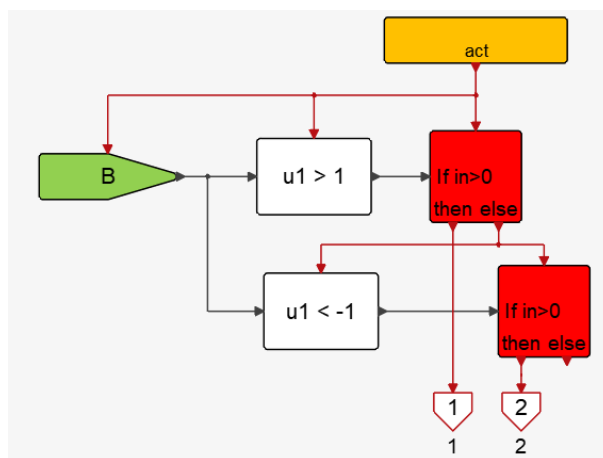 act
B
u1 > 1
If in>0
then else
u1 < -1
If in>0
then else
1
2
1
2